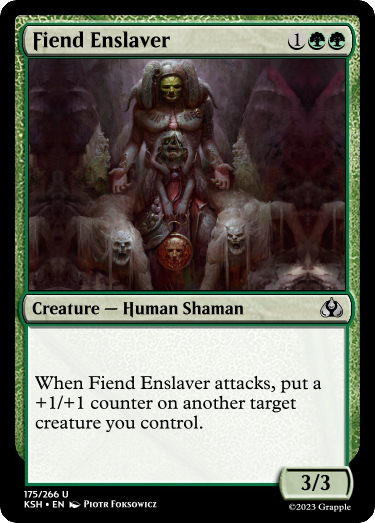 Fiend Enslaver 1
Creature — Human Shaman
When Fiend Enslaver attacks, put a
+1/+1 counter on another target
creature you control.
3/3
175/266 U
KSH • EN Piotr Foksowicz
©2023 Grapple